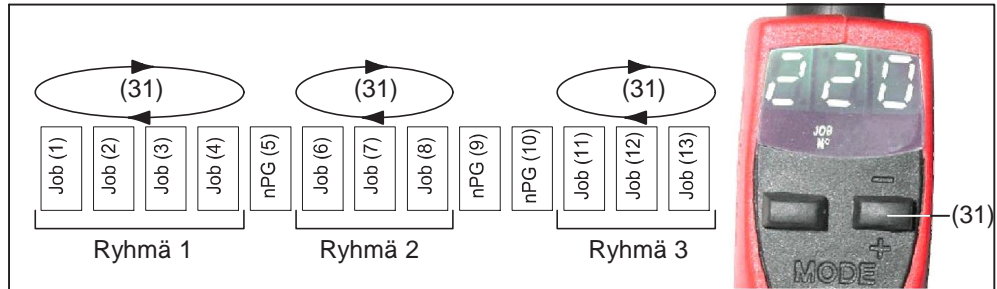 (31)
(31)
(31)
Job (1)
Job (2)
Job (3)
Job (4)
nPG (5)
Job (6)
Job (7)
Job (8)
nPG (9)
nPG (10)
Job (11)
Job (12)
Job (13)
Ryhmä 1
Ryhmä 2
Ryhmä 3
220
JOB
N°
−
(31)
+
MODE